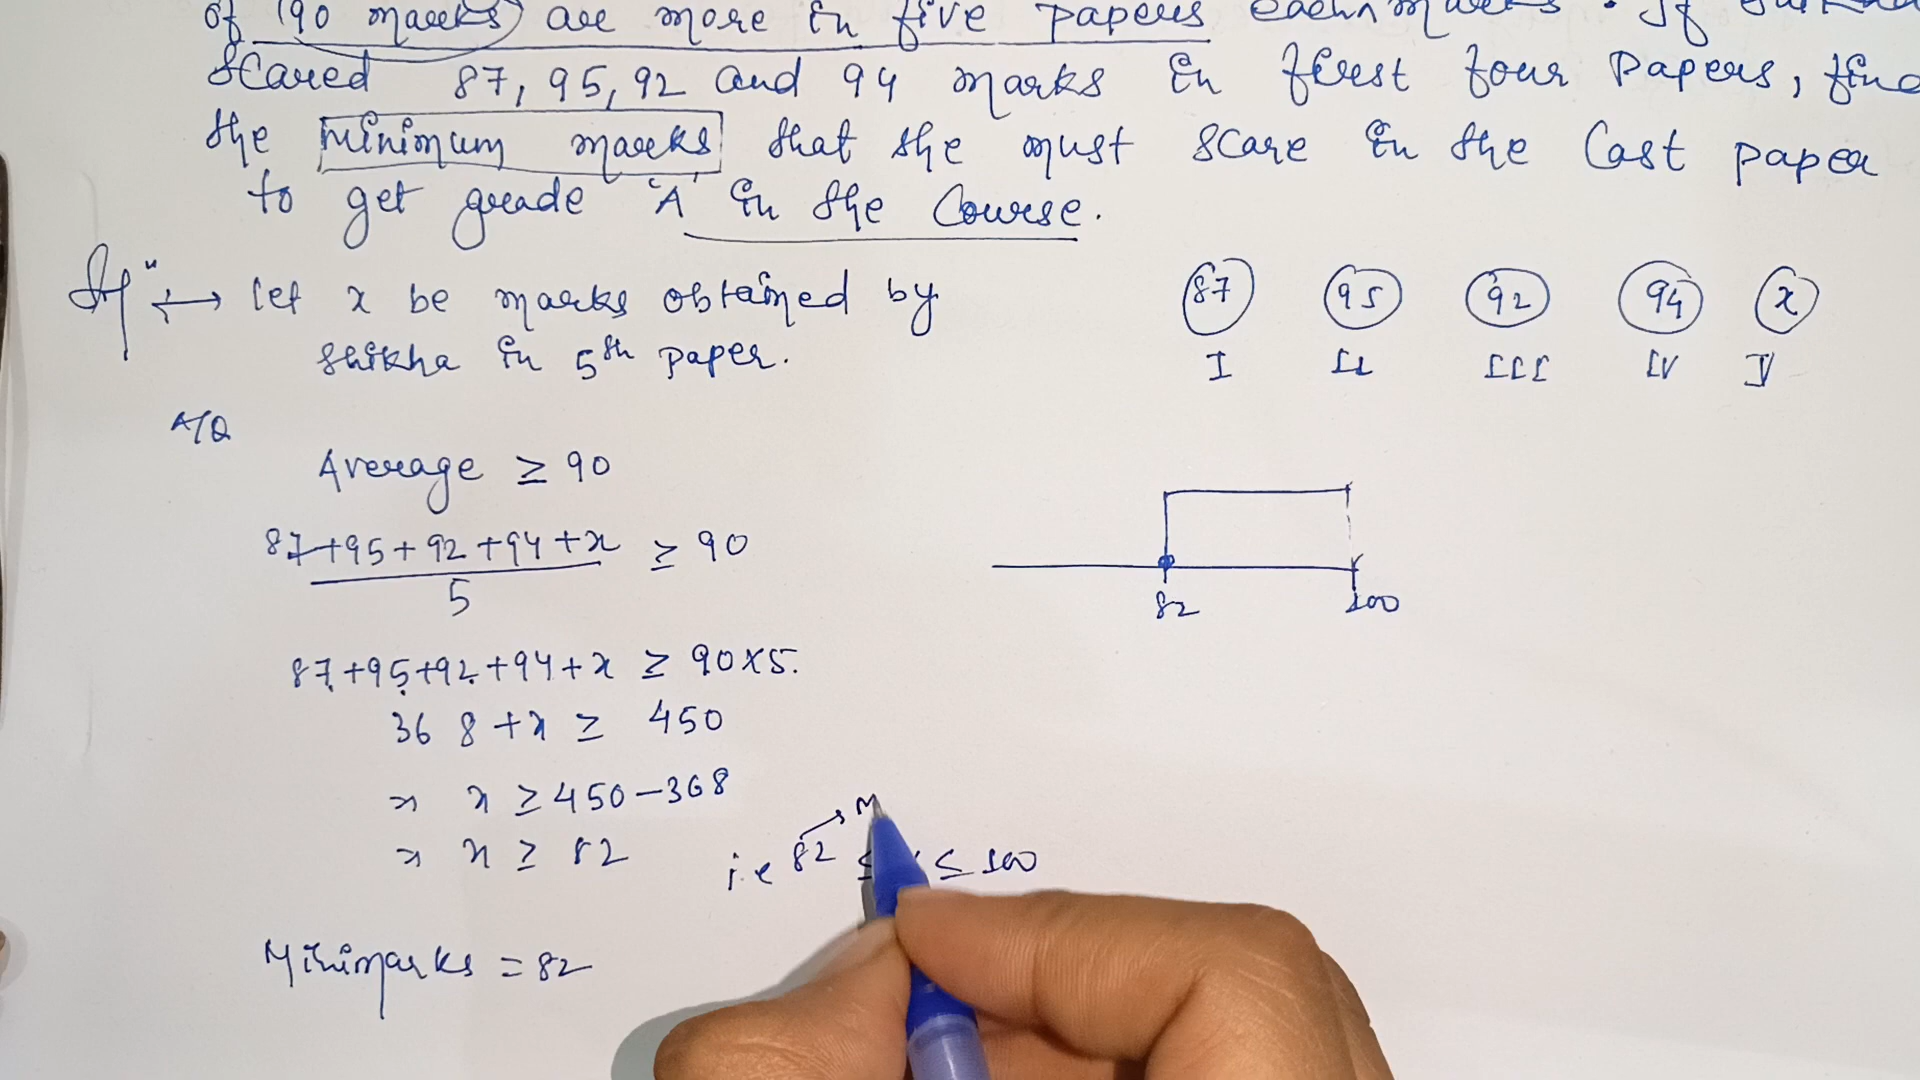 of (90 marks) are more in five papers each
Scared 87, 95, 92 and 94 marks in first four Papers, find
the minimum marks that she must scare in the Last paper
to get grade 'A' in the Course.
let x be marks obtained by
shikha in 5th paper.
87 95 92 94 x
I II III IV V
A/Q
Average ≥ 90
87+95+92+94+x ≥ 90
5
82 100
87+95+92+94+x ≥ 90×5.
368+x ≥ 450
x ≥ 450-368
M
x ≥ 82 i.e 82 ≤ ≤ 100
Minimarks = 82